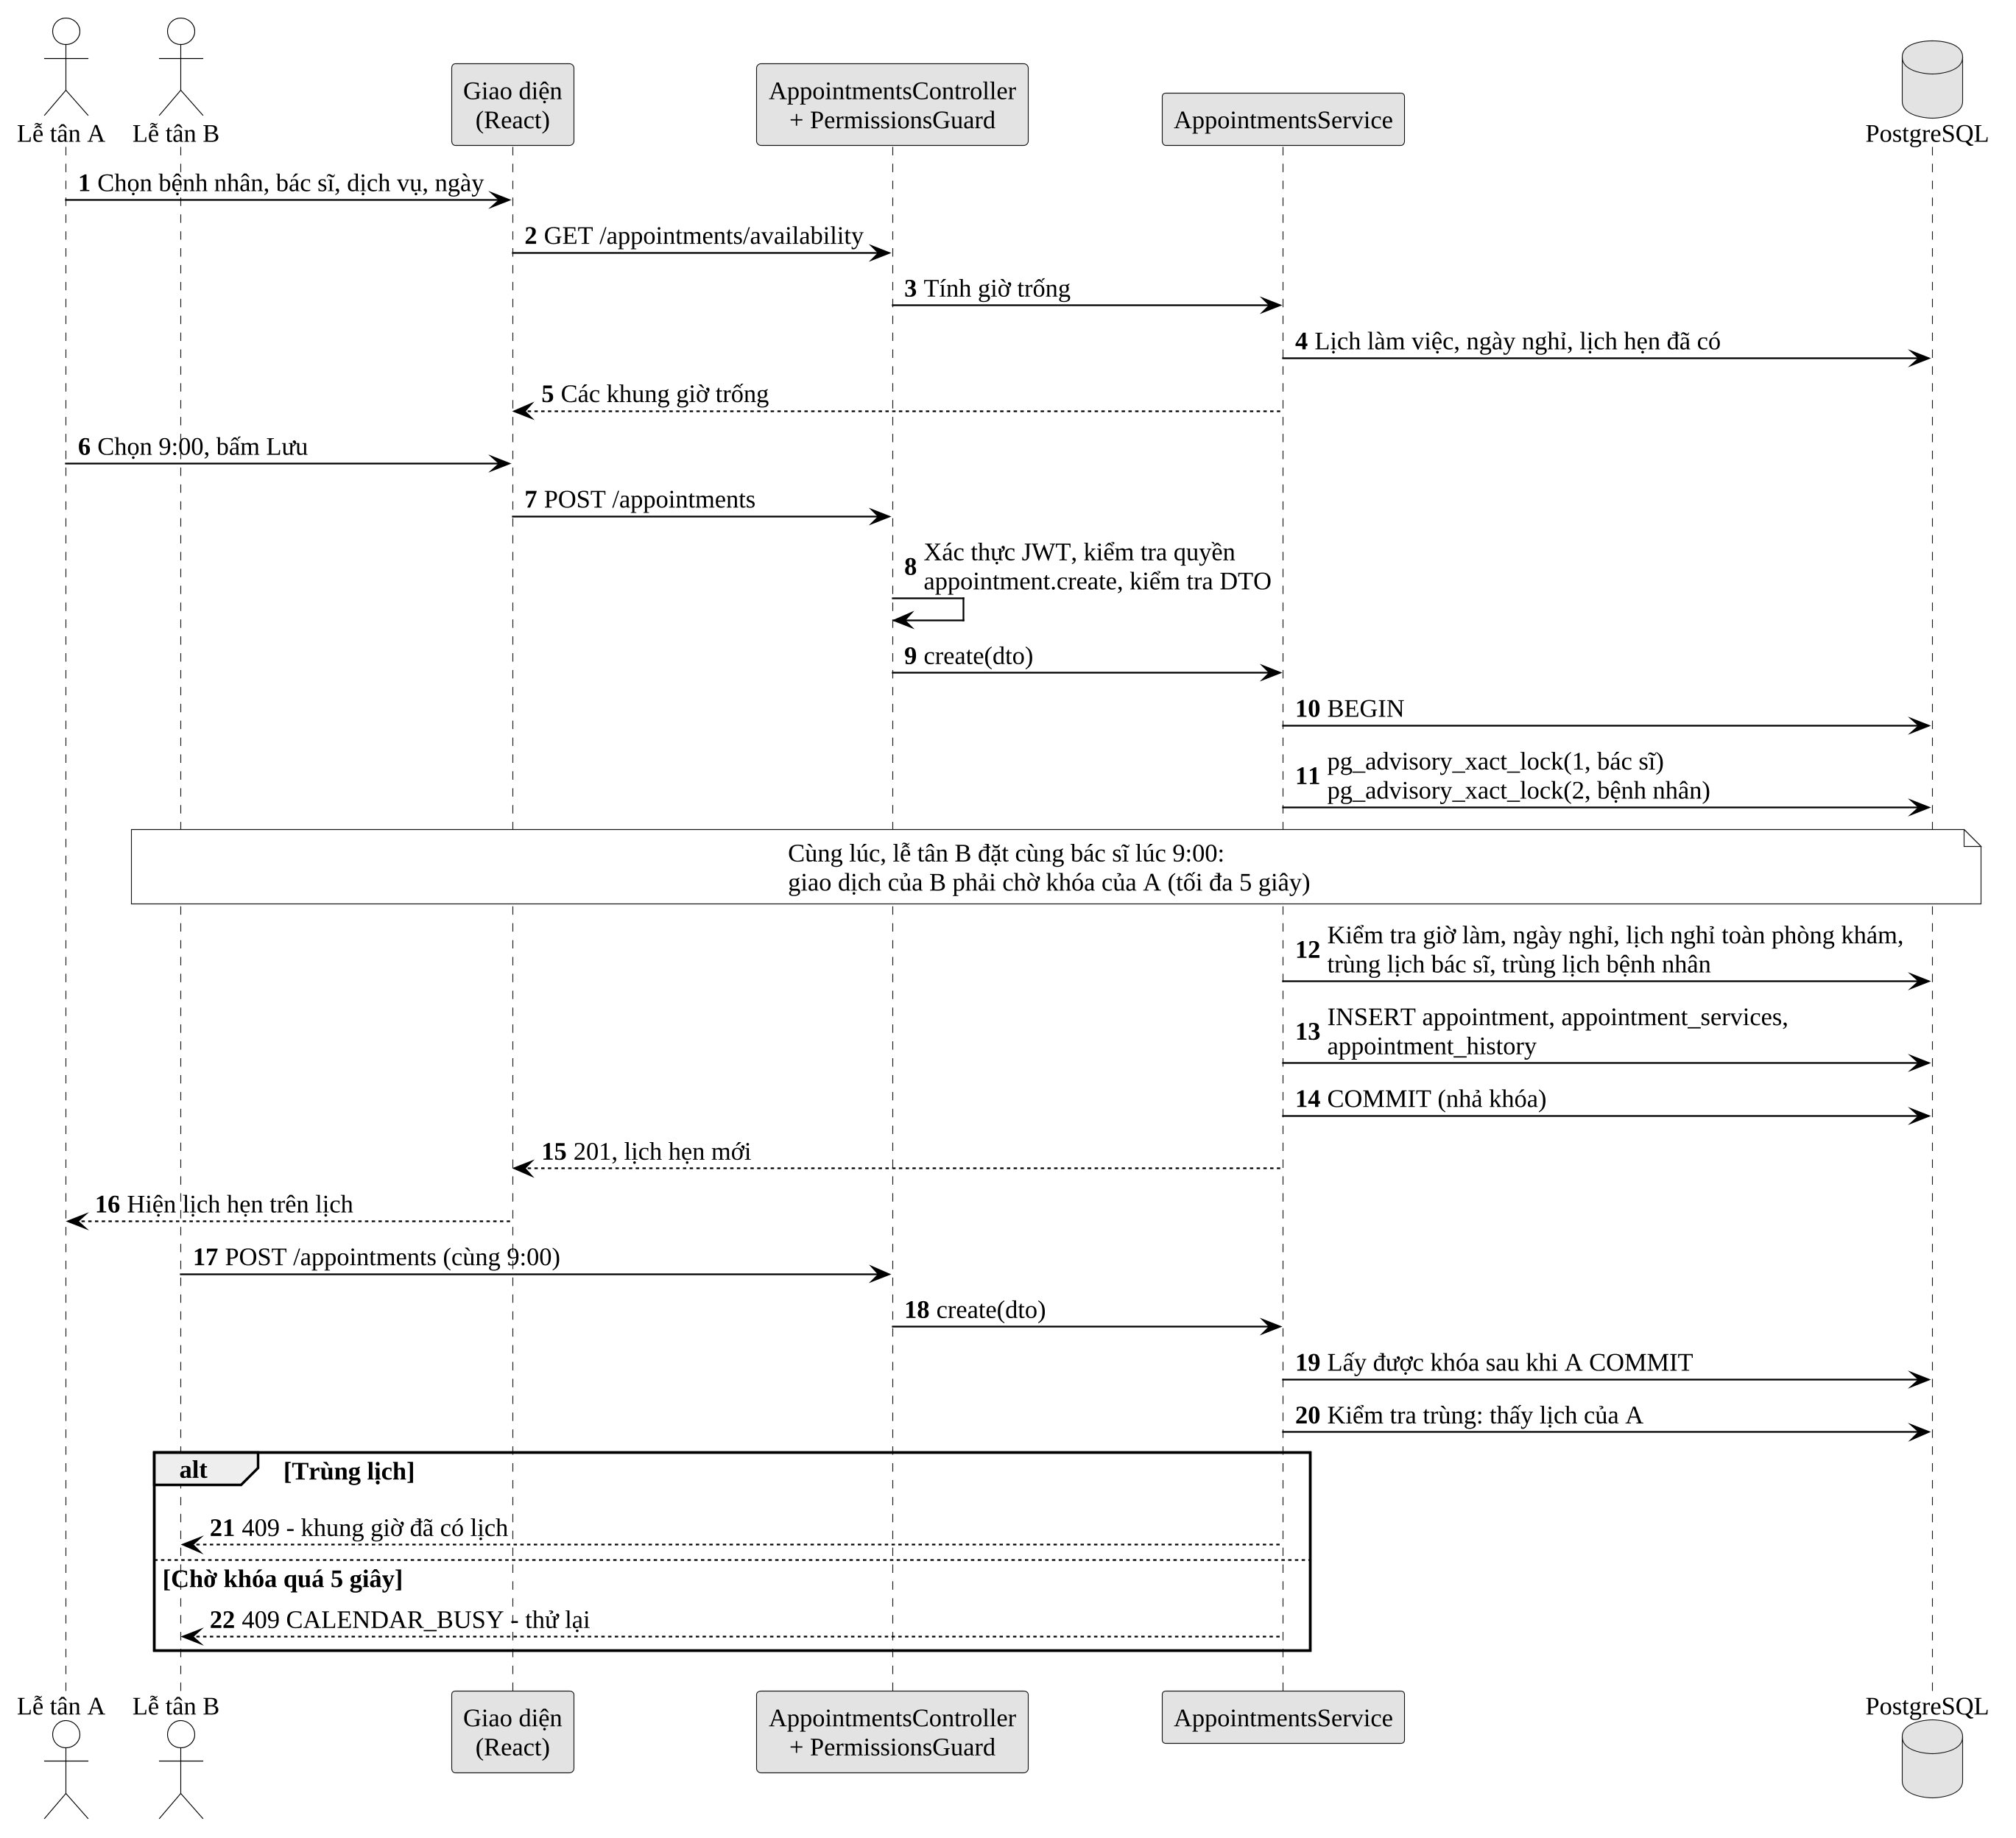 Lễ tân A
Lễ tân B
Giao diện
(React)
AppointmentsController
+ PermissionsGuard
AppointmentsService
PostgreSQL
1 Chọn bệnh nhân, bác sĩ, dịch vụ, ngày
2 GET /appointments/availability
3 Tính giờ trống
4 Lịch làm việc, ngày nghỉ, lịch hẹn đã có
5 Các khung giờ trống
6 Chọn 9:00, bấm Lưu
7 POST /appointments
8 Xác thực JWT, kiểm tra quyền
appointment.create, kiểm tra DTO
9 create(dto)
10 BEGIN
11 pg_advisory_xact_lock(1, bác sĩ)
pg_advisory_xact_lock(2, bệnh nhân)
Cùng lúc, lễ tân B đặt cùng bác sĩ lúc 9:00:
giao dịch của B phải chờ khóa của A (tối đa 5 giây)
12 Kiểm tra giờ làm, ngày nghỉ, lịch nghỉ toàn phòng khám,
trùng lịch bác sĩ, trùng lịch bệnh nhân
13 INSERT appointment, appointment_services,
appointment_history
14 COMMIT (nhả khóa)
15 201, lịch hẹn mới
16 Hiện lịch hẹn trên lịch
17 POST /appointments (cùng 9:00)
18 create(dto)
19 Lấy được khóa sau khi A COMMIT
20 Kiểm tra trùng: thấy lịch của A
alt [Trùng lịch]
21 409 - khung giờ đã có lịch
[Chờ khóa quá 5 giây]
22 409 CALENDAR_BUSY - thử lại
Lễ tân A
Lễ tân B
Giao diện
(React)
AppointmentsController
+ PermissionsGuard
AppointmentsService
PostgreSQL